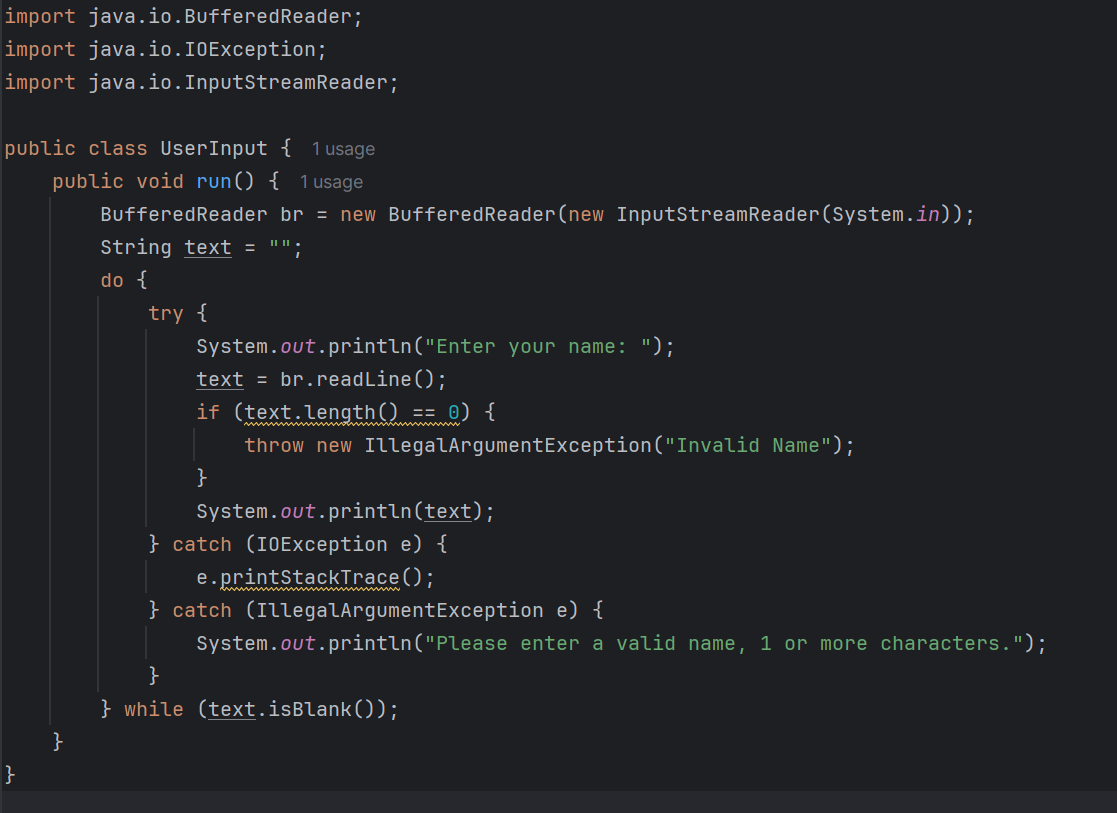 import java.io.BufferedReader;
import java.io.IOException;
import java.io.InputStreamReader;

public class UserInput {  1 usage
    public void run() {  1 usage
        BufferedReader br = new BufferedReader(new InputStreamReader(System.in));
        String text = "";
        do {
            try {
                System.out.println("Enter your name: ");
                text = br.readLine();
                if (text.length() == 0) {
                    throw new IllegalArgumentException("Invalid Name");
                }
                System.out.println(text);
            } catch (IOException e) {
                e.printStackTrace();
            } catch (IllegalArgumentException e) {
                System.out.println("Please enter a valid name, 1 or more characters.");
            }
        } while (text.isBlank());
    }
}